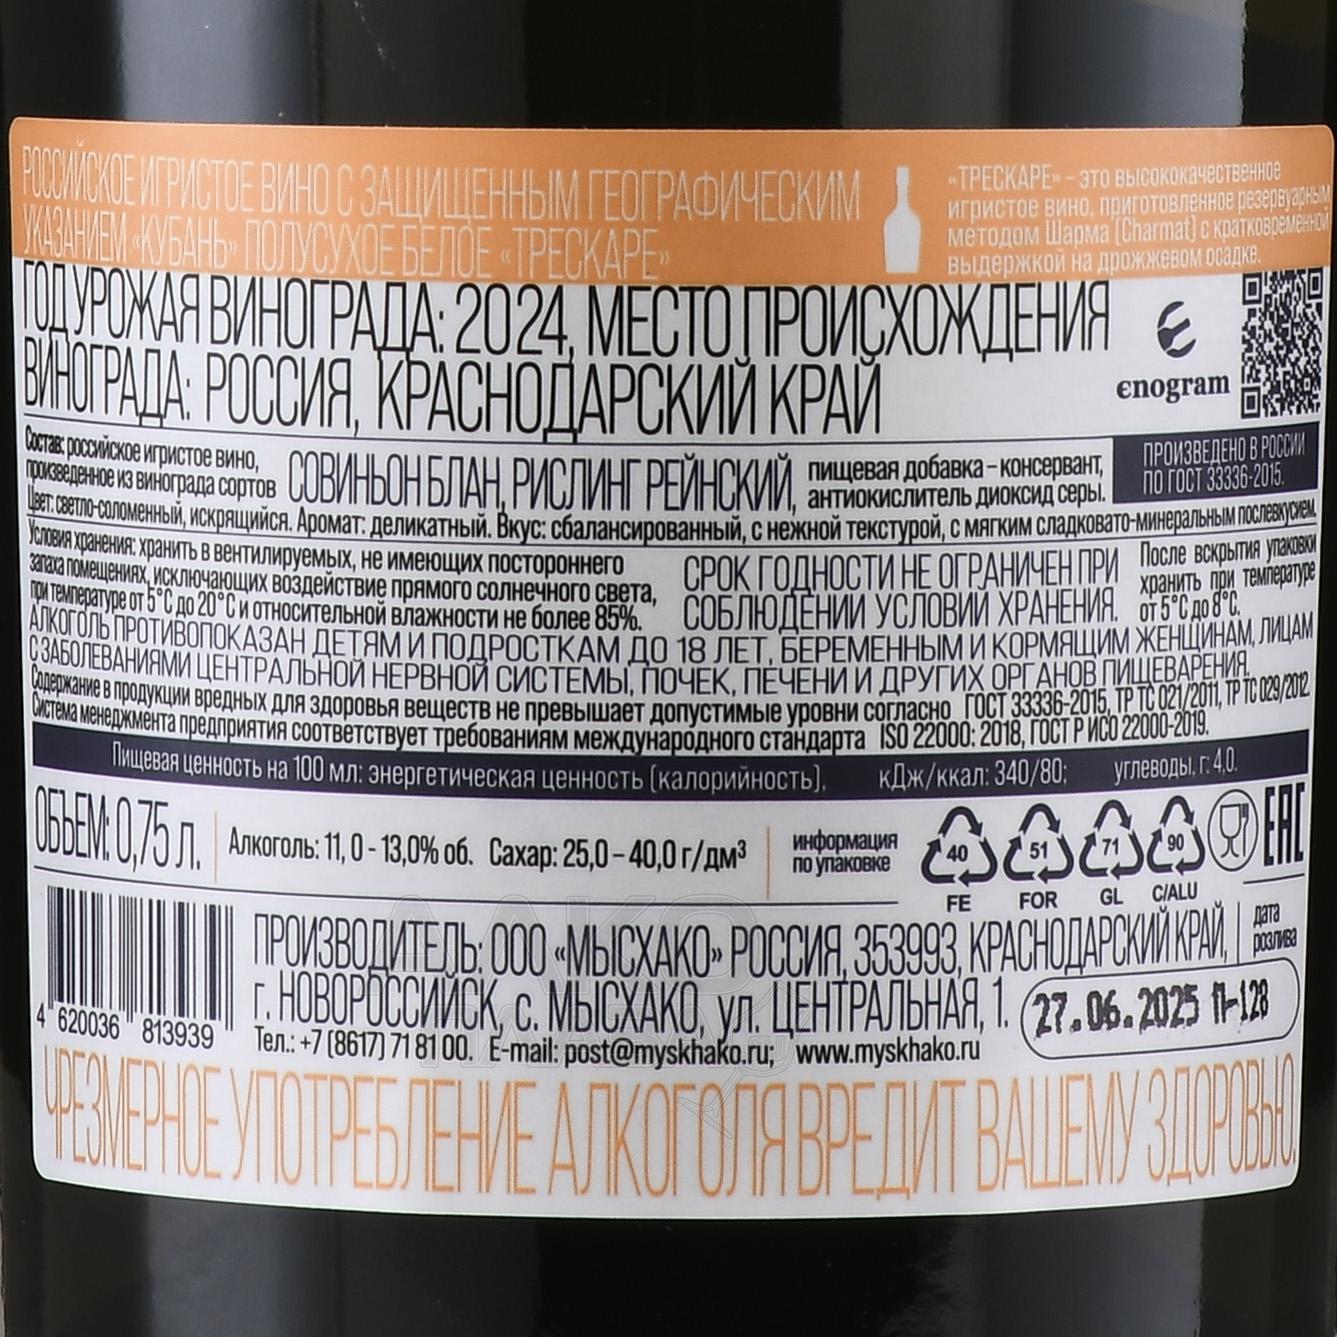 РОССИЙСКОЕ ИГРИСТОЕ ВИНО С ЗАЩИЩЕННЫМ ГЕОГРАФИЧЕСКИМ
УКАЗАНИЕМ «КУБАНЬ» ПОЛУСУХОЕ БЕЛОЕ «ТРЕСКАРЕ»
«ТРЕСКАРЕ» – это высококачественное
игристое вино, приготовленное резервуарным
методом Шарма (Charmat) с кратковременной
выдержкой на дрожжевом осадке.
ГОД УРОЖАЯ ВИНОГРАДА: 2024, МЕСТО ПРОИСХОЖДЕНИЯ
ВИНОГРАДА: РОССИЯ, КРАСНОДАРСКИЙ КРАЙ
enogram
Состав: российское игристое вино,
произведенное из винограда сортов
СОВИНЬОН БЛАН, РИСЛИНГ РЕЙНСКИЙ,
пищевая добавка – консервант,
антиокислитель диоксид серы.
ПРОИЗВЕДЕНО В РОССИИ
ПО ГОСТ 33336-2015.
Цвет: светло-соломенный, искрящийся. Аромат: деликатный. Вкус: сбалансированный, с нежной текстурой, с мягким сладковато-минеральным послевкусием.
Условия хранения: хранить в вентилируемых, не имеющих постороннего
запаха помещениях, исключающих воздействие прямого солнечного света,
при температуре от 5°C до 20°C и относительной влажности не более 85%.
СРОК ГОДНОСТИ НЕ ОГРАНИЧЕН ПРИ
СОБЛЮДЕНИИ УСЛОВИЙ ХРАНЕНИЯ.
После вскрытия упаковки
хранить при температуре
от 5°C до 8°C.
АЛКОГОЛЬ ПРОТИВОПОКАЗАН ДЕТЯМ И ПОДРОСТКАМ ДО 18 ЛЕТ, БЕРЕМЕННЫМ И КОРМЯЩИМ ЖЕНЩИНАМ, ЛИЦАМ
С ЗАБОЛЕВАНИЯМИ ЦЕНТРАЛЬНОЙ НЕРВНОЙ СИСТЕМЫ, ПОЧЕК, ПЕЧЕНИ И ДРУГИХ ОРГАНОВ ПИЩЕВАРЕНИЯ.
Содержание в продукции вредных для здоровья веществ не превышает допустимые уровни согласно ГОСТ 33336-2015, ТР ТС 021/2011, ТР ТС 029/2012.
Система менеджмента предприятия соответствует требованиям международного стандарта ISO 22000: 2018, ГОСТ Р ИСО 22000-2019.
Пищевая ценность на 100 мл: энергетическая ценность (калорийность), кДж/ккал: 340/80; углеводы, г: 4,0.
ОБЪЕМ: 0,75 л.
Алкоголь: 11,0 - 13,0% об. Сахар: 25,0 – 40,0 г/дм³
информация
по упаковке
40
FE
51
FOR
71
GL
90
C/ALU
EAC
4 620036 813939
ПРОИЗВОДИТЕЛЬ: ООО «МЫСХАКО» РОССИЯ, 353993, КРАСНОДАРСКИЙ КРАЙ,
г. НОВОРОССИЙСК, с. МЫСХАКО, ул. ЦЕНТРАЛЬНАЯ, 1.
Тел.: +7 (8617) 71 81 00. E-mail: post@myskhako.ru; www.myskhako.ru
дата
розлива
27.06.2025 П-128
ЧРЕЗМЕРНОЕ УПОТРЕБЛЕНИЕ АЛКОГОЛЯ ВРЕДИТ ВАШЕМУ ЗДОРОВЬЮ.